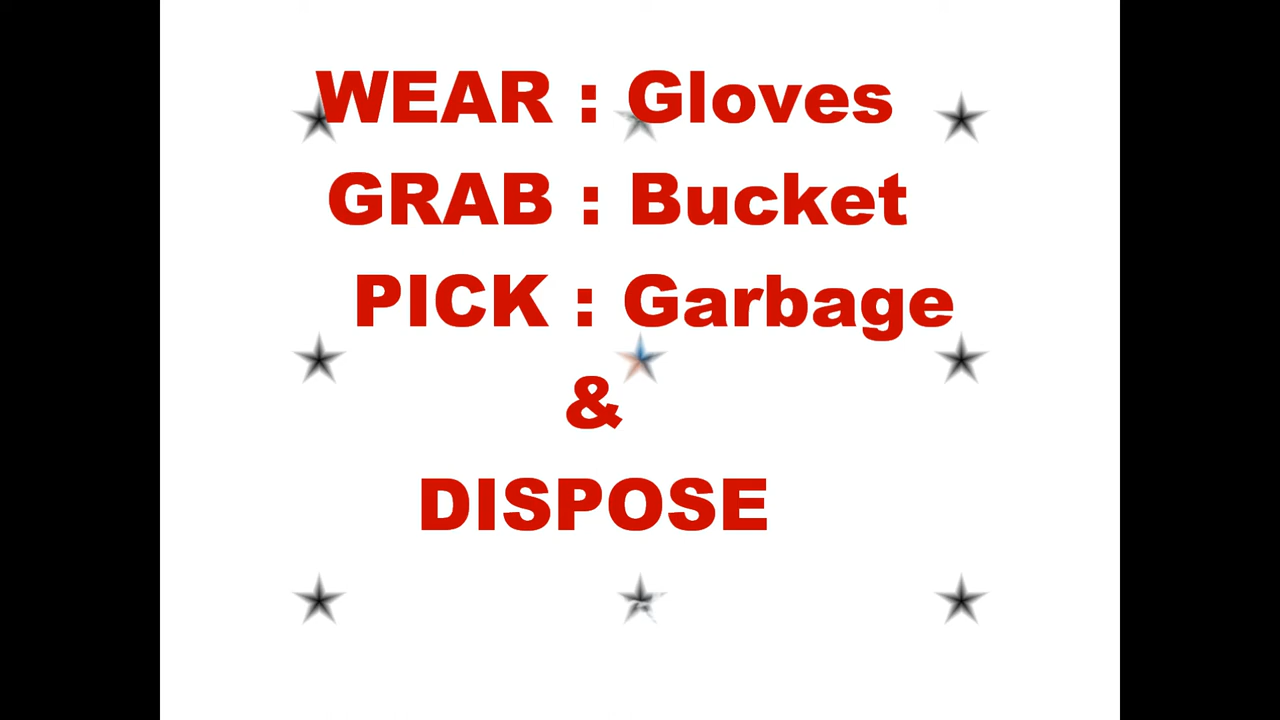 WEAR : Gloves
GRAB : Bucket
PICK : Garbage
&
DISPOSE